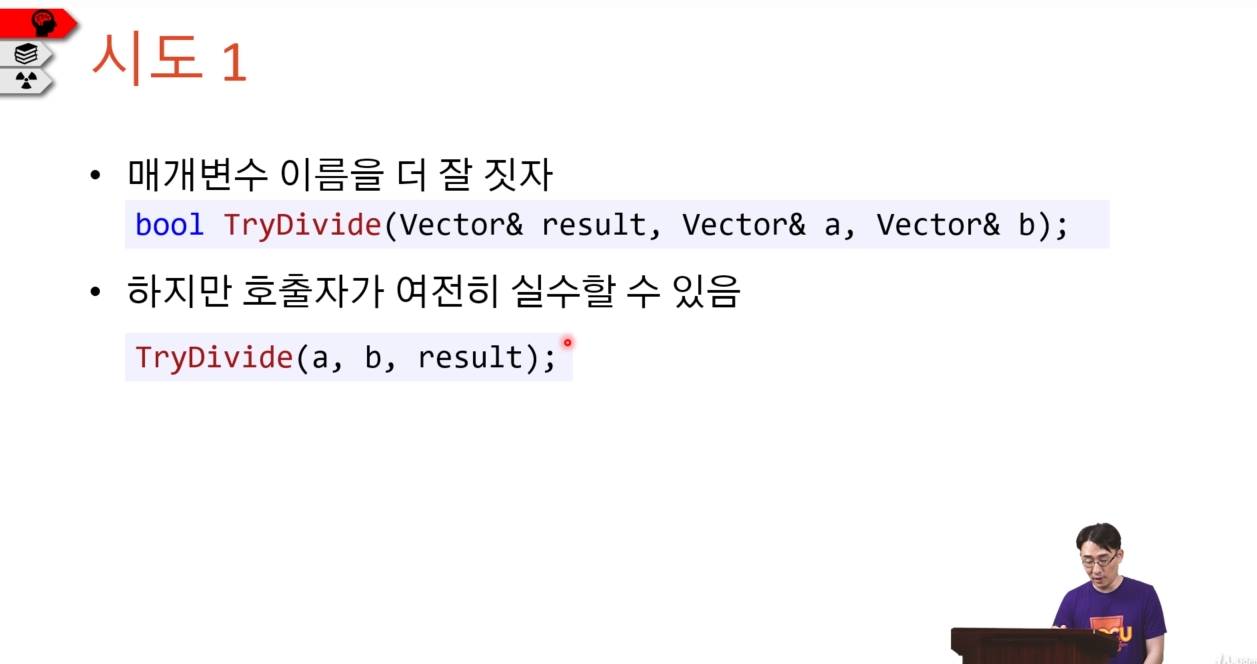 시도 1
• 매개변수 이름을 더 잘 짓자
bool TryDivide(Vector& result, Vector& a, Vector& b);
• 하지만 호출자가 여전히 실수할 수 있음
TryDivide(a, b, result);